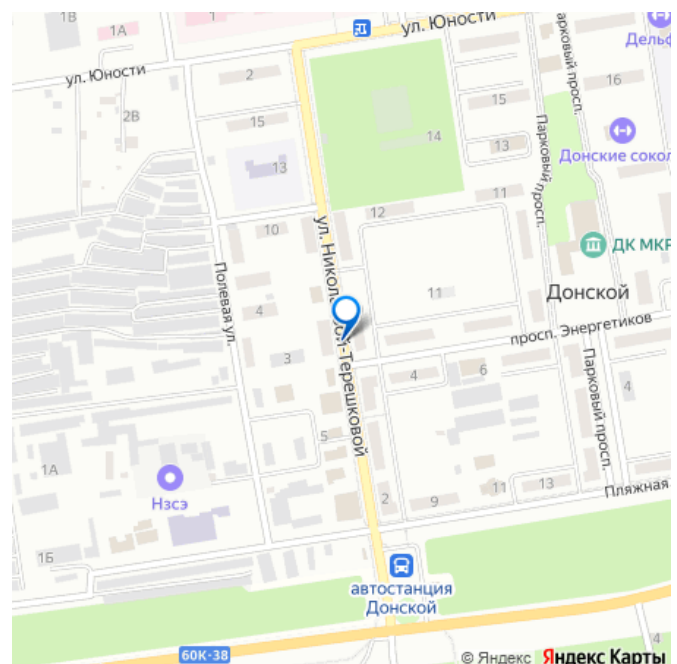 1В
1А
ул. Юности
ул. Юности
Парковый просп.
Дельф
2
2В
15
13
14
15
13
16
Донские сокол
11
12
Парковый просп.
10
ул. Никола
ой-Терешковой
Полевая ул.
4
3
11
ДК МКР
Донской
просп. Энергетиков
4
6
Парковый просп.
4
5
1А
Нзсэ
2
9
11
13
Пляжная
1Б
автостанция
Донской
60К-38
4
© Яндекс Яндекс Карты